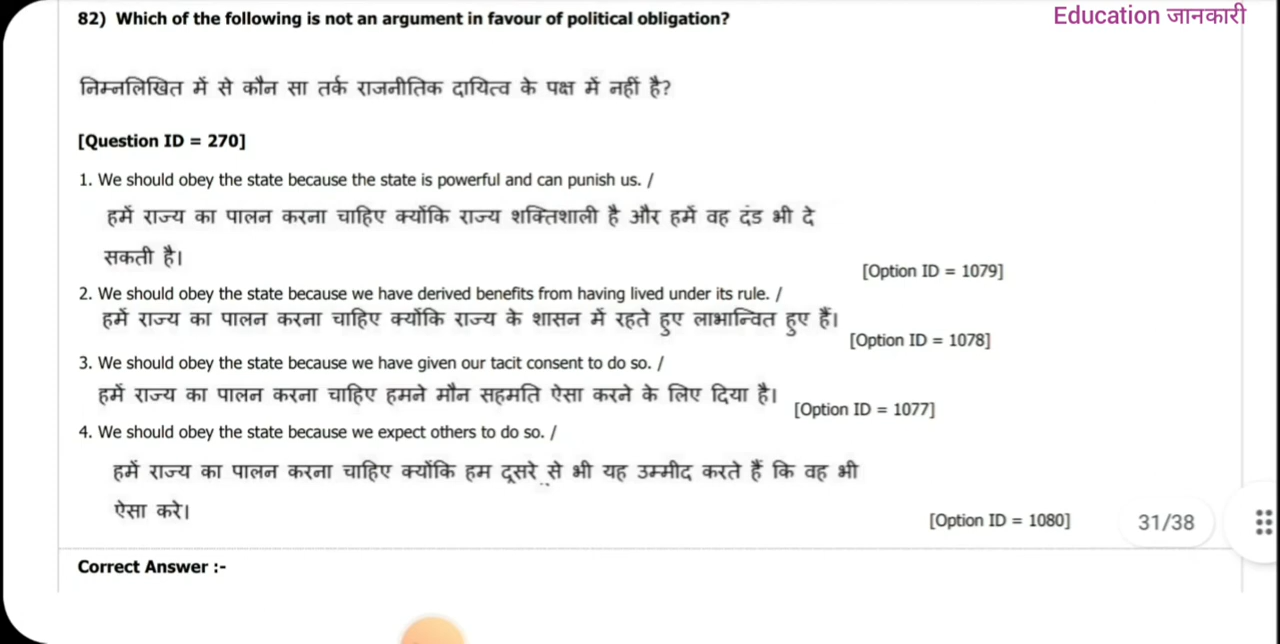 Education जानकारी
82) Which of the following is not an argument in favour of political obligation?
निम्नलिखित में से कौन सा तर्क राजनीतिक दायित्व के पक्ष में नहीं है?
[Question ID = 270]
1. We should obey the state because the state is powerful and can punish us. /
हमें राज्य का पालन करना चाहिए क्योंकि राज्य शक्तिशाली है और हमें वह दंड भी दे
सकती है।
[Option ID = 1079]
2. We should obey the state because we have derived benefits from having lived under its rule. /
हमें राज्य का पालन करना चाहिए क्योंकि राज्य के शासन में रहते हुए लाभान्वित हुए हैं।
[Option ID = 1078]
3. We should obey the state because we have given our tacit consent to do so. /
हमें राज्य का पालन करना चाहिए हमने मौन सहमति ऐसा करने के लिए दिया है।
[Option ID = 1077]
4. We should obey the state because we expect others to do so. /
हमें राज्य का पालन करना चाहिए क्योंकि हम दूसरे से भी यह उम्मीद करते हैं कि वह भी
ऐसा करे।
[Option ID = 1080]
31/38
Correct Answer :-